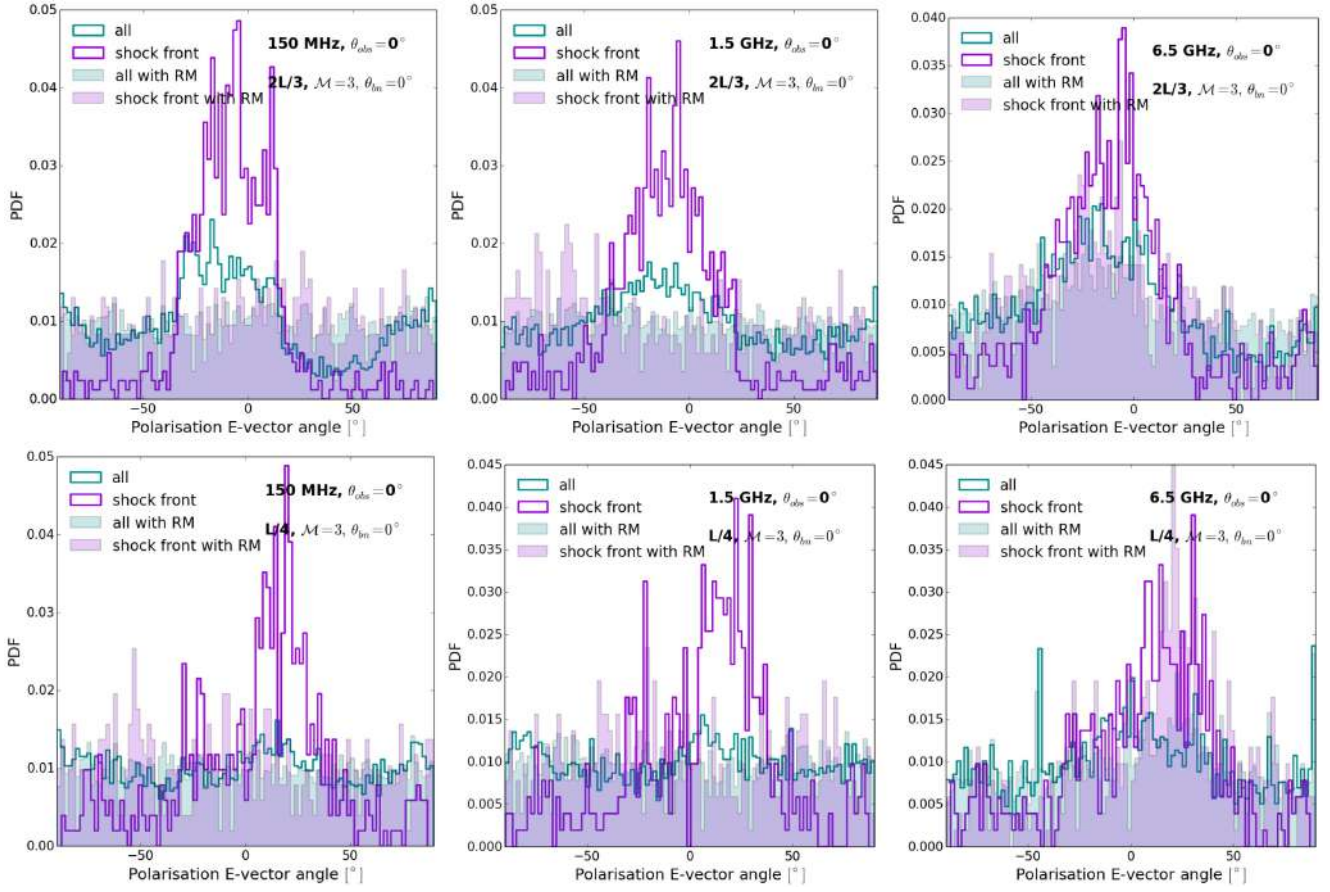 0.05
0.04
0.03
0.02
0.01
0.00
PDF
−50 0 50
Polarisation E-vector angle [°]
all
shock front
all with RM
shock front with RM
150 MHz, θobs=0°
2L/3, ℳ=3, θbn=0°
0.05
0.04
0.03
0.02
0.01
0.00
PDF
−50 0 50
Polarisation E-vector angle [°]
all
shock front
all with RM
shock front with RM
1.5 GHz, θobs=0°
2L/3, ℳ=3, θbn=0°
0.040
0.035
0.030
0.025
0.020
0.015
0.010
0.005
0.000
PDF
−50 0 50
Polarisation E-vector angle [°]
all
shock front
all with RM
shock front with RM
6.5 GHz, θobs=0°
2L/3, ℳ=3, θbn=0°
0.05
0.04
0.03
0.02
0.01
0.00
PDF
−50 0 50
Polarisation E-vector angle [°]
all
shock front
all with RM
shock front with RM
150 MHz, θobs=0°
L/4, ℳ=3, θbn=0°
0.045
0.040
0.035
0.030
0.025
0.020
0.015
0.010
0.005
0.000
PDF
−50 0 50
Polarisation E-vector angle [°]
all
shock front
all with RM
shock front with RM
1.5 GHz, θobs=0°
L/4, ℳ=3, θbn=0°
0.045
0.040
0.035
0.030
0.025
0.020
0.015
0.010
0.005
0.000
PDF
−50 0 50
Polarisation E-vector angle [°]
all
shock front
all with RM
shock front with RM
6.5 GHz, θobs=0°
L/4, ℳ=3, θbn=0°